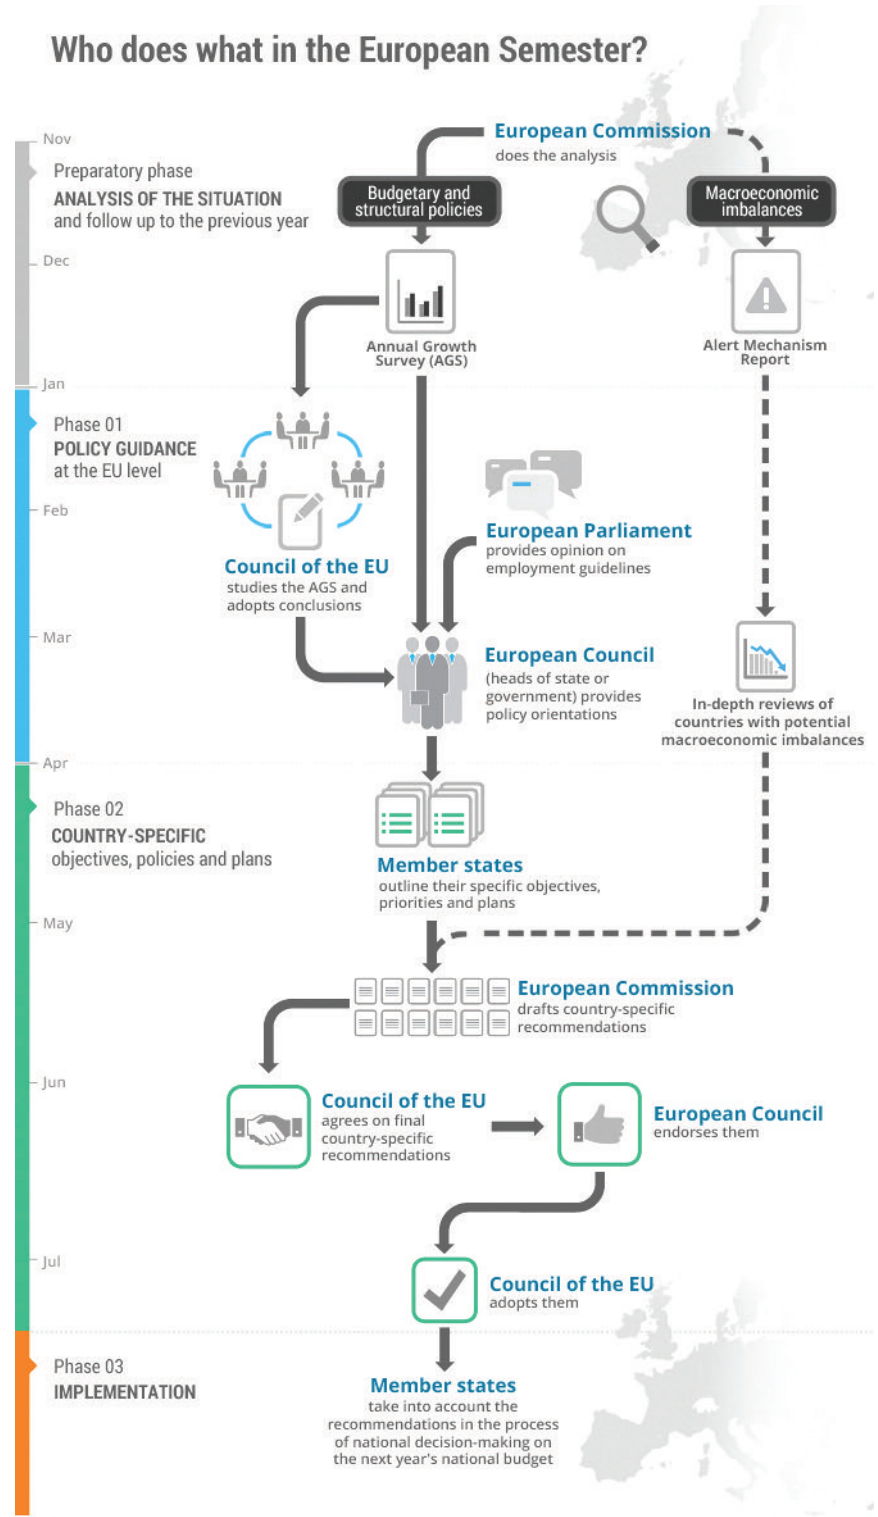 Who does what in the European Semester?
Nov
European Commission
does the analysis
Preparatory phase
ANALYSIS OF THE SITUATION
and follow up to the previous year
Budgetary and
structural policies
Macroeconomic
imbalances
Dec
Annual Growth
Survey (AGS)
Alert Mechanism
Report
Jan
Phase 01
POLICY GUIDANCE
at the EU level
Feb
European Parliament
provides opinion on
employment guidelines
Council of the EU
studies the AGS and
adopts conclusions
Mar
European Council
(heads of state or
government) provides
policy orientations
In-depth reviews of
countries with potential
macroeconomic imbalances
Apr
Phase 02
COUNTRY-SPECIFIC
objectives, policies and plans
Member states
outline their specific objectives,
priorities and plans
May
European Commission
drafts country-specific
recommendations
Jun
Council of the EU
agrees on final
country-specific
recommendations
European Council
endorses them
Jul
Council of the EU
adopts them
Phase 03
IMPLEMENTATION
Member states
take into account the
recommendations in the process
of national decision-making on
the next year's national budget